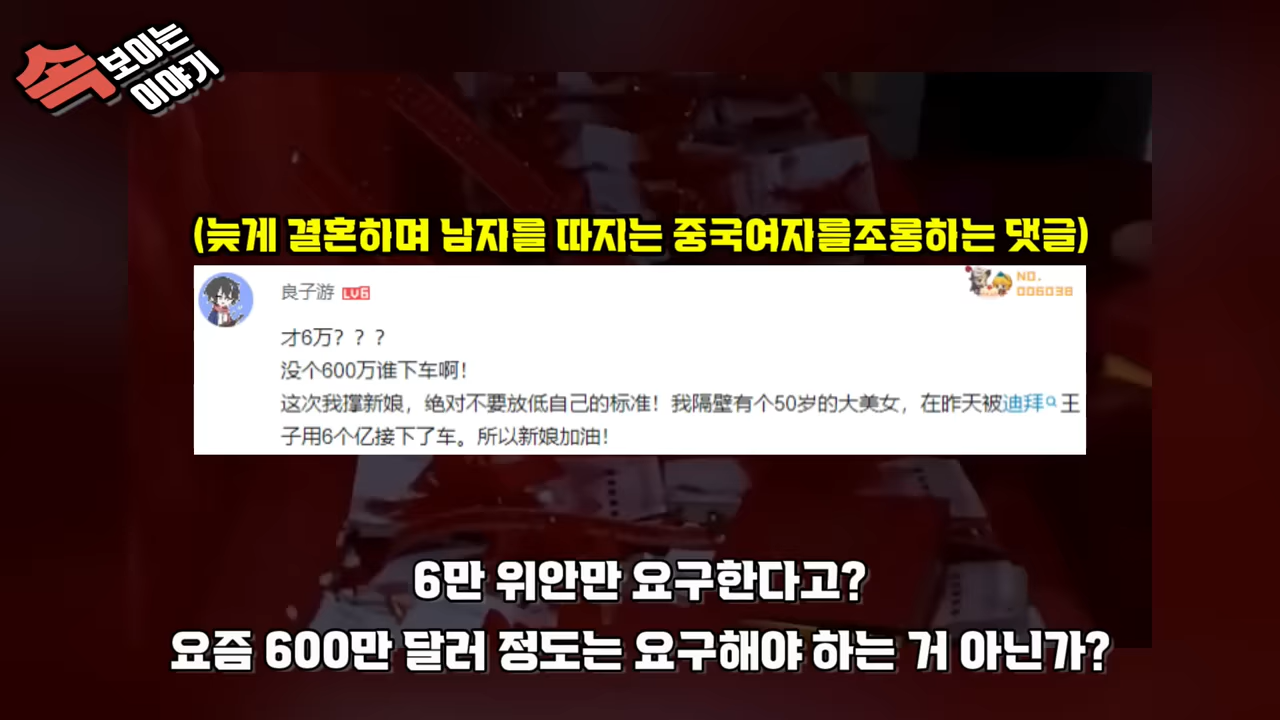 속
보이는
이야기
(늦게 결혼하며 남자를 따지는 중국여자를조롱하는 댓글)
良子游 LV6
NO.
006038
才6万？？？
没个600万谁下车啊！
这次我撑新娘，绝对不要放低自己的标准！我隔壁有个50岁的大美女，在昨天被迪拜王
子用6个亿接下了车。所以新娘加油！
6만 위안만 요구한다고?
요즘 600만 달러 정도는 요구해야 하는 거 아닌가?